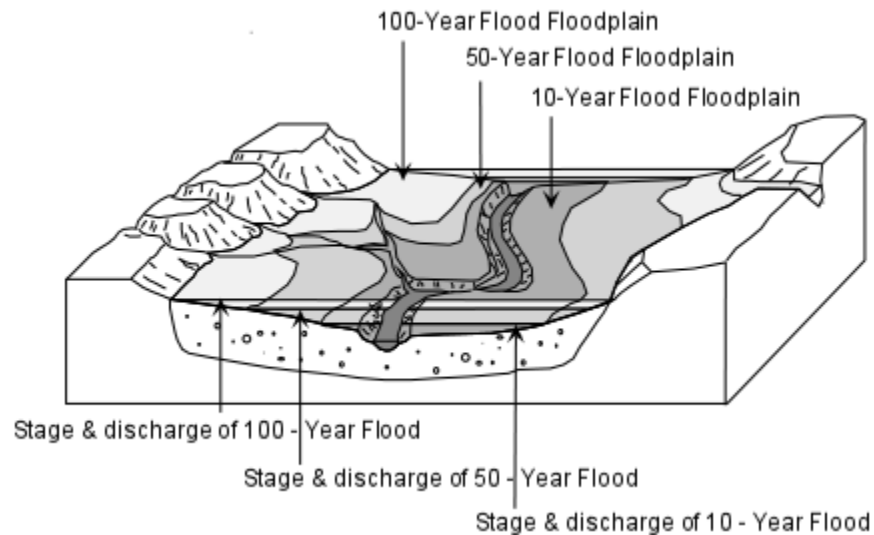 100-Year Flood Floodplain
50-Year Flood Floodplain
10-Year Flood Floodplain
Stage & discharge of 100 - Year Flood
Stage & discharge of 50 - Year Flood
Stage & discharge of 10 - Year Flood